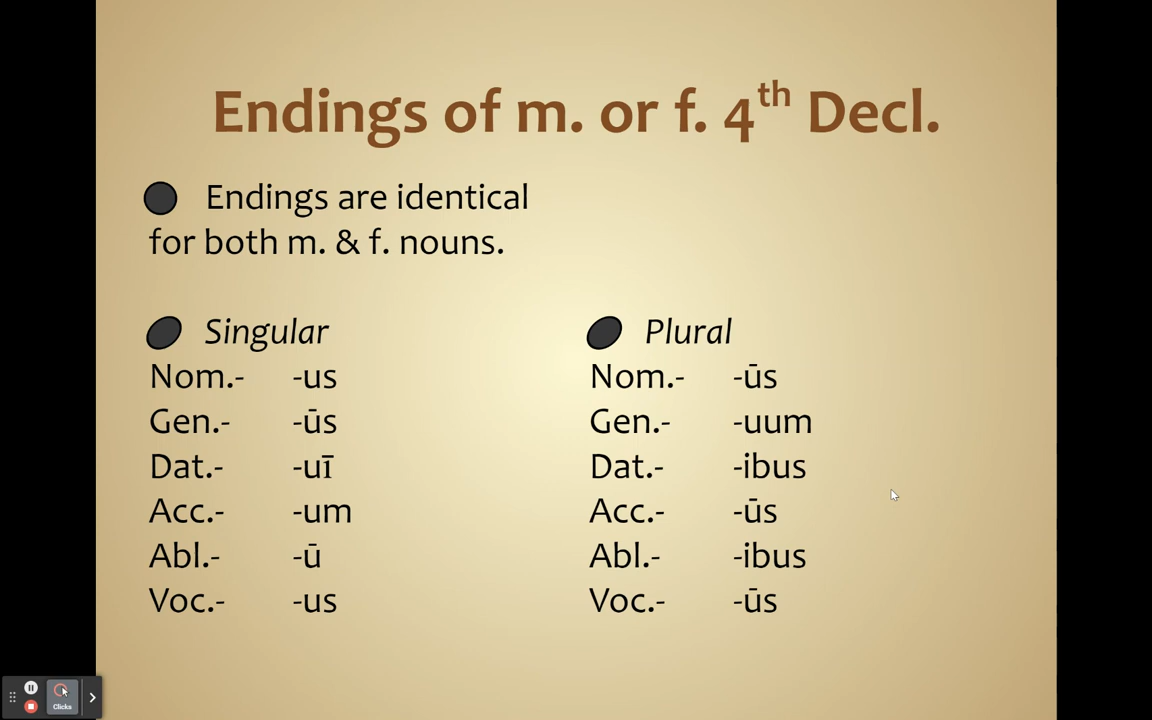 Endings of m. or f. 4th Decl.
Endings are identical
for both m. & f. nouns.
Singular
Nom.- -us
Gen.- -ūs
Dat.- -uī
Acc.- -um
Abl.- -ū
Voc.- -us
Plural
Nom.- -ūs
Gen.- -uum
Dat.- -ibus
Acc.- -ūs
Abl.- -ibus
Voc.- -ūs
Clicks